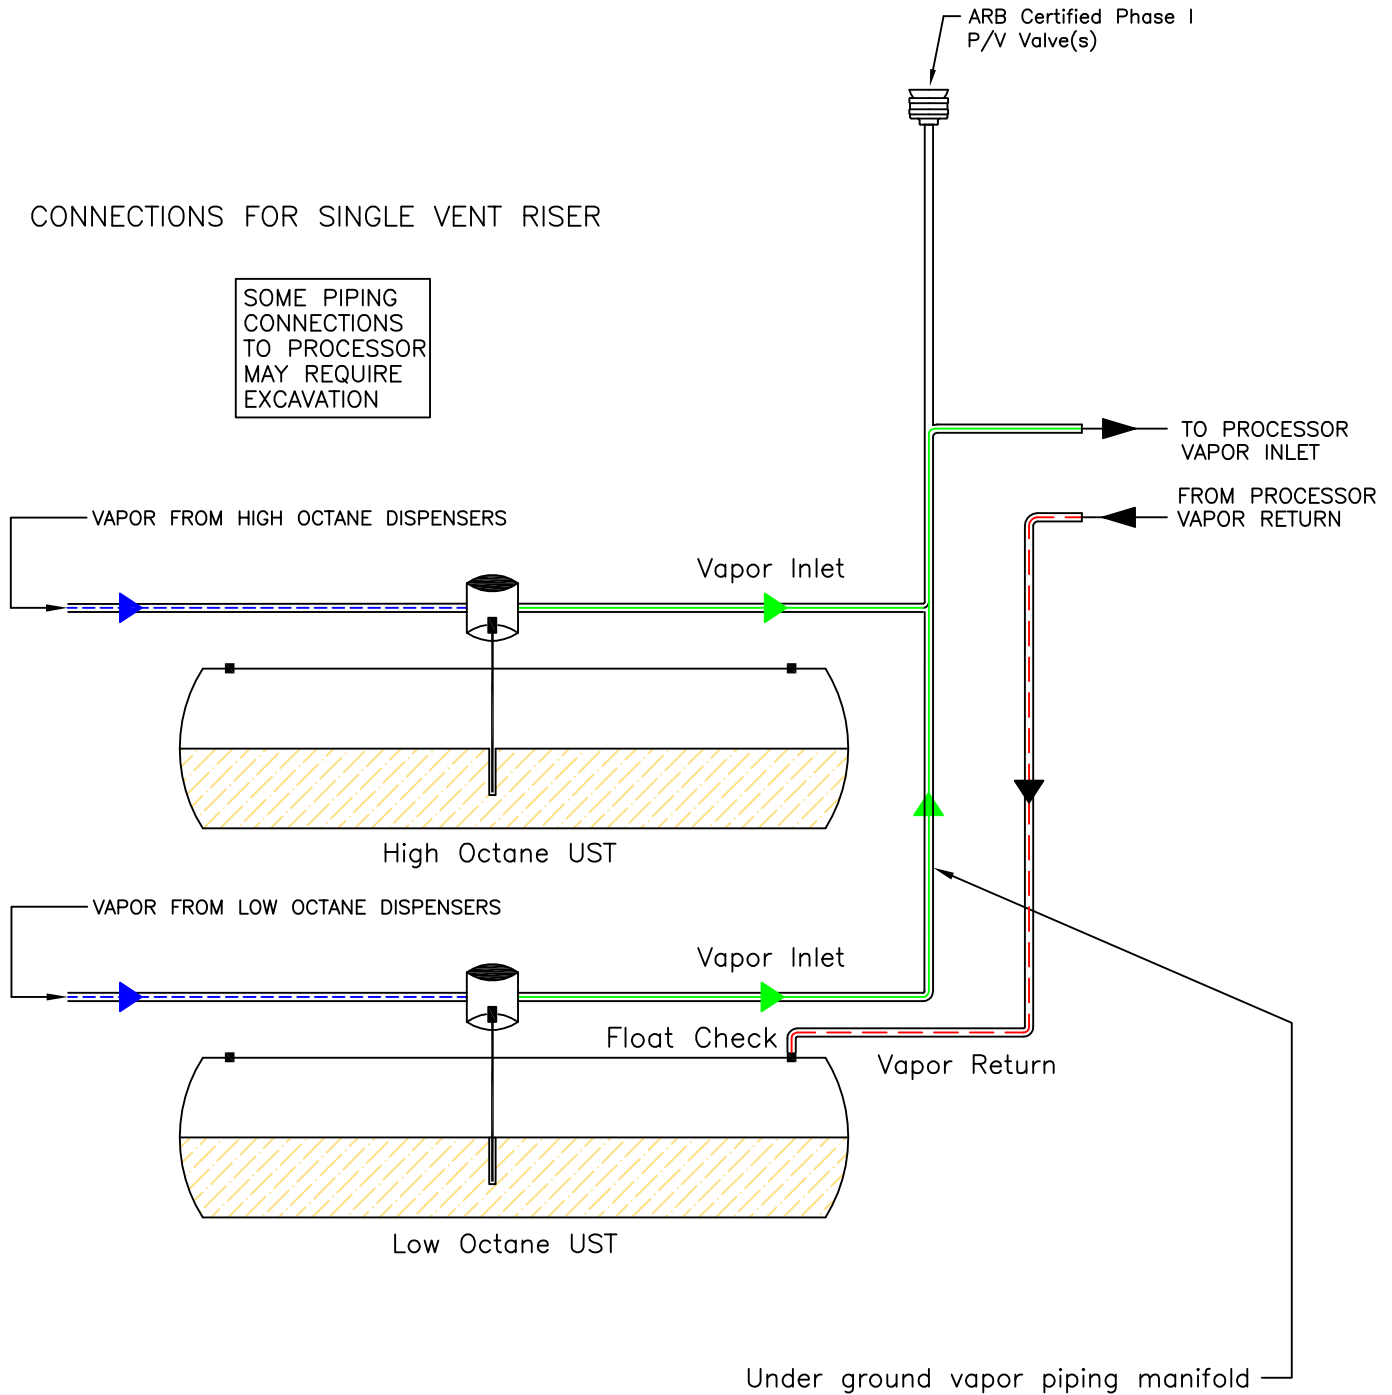 ARB Certified Phase I
P/V Valve(s)
CONNECTIONS FOR SINGLE VENT RISER
SOME PIPING
CONNECTIONS
TO PROCESSOR
MAY REQUIRE
EXCAVATION
TO PROCESSOR
VAPOR INLET
FROM PROCESSOR
VAPOR RETURN
VAPOR FROM HIGH OCTANE DISPENSERS
Vapor Inlet
High Octane UST
VAPOR FROM LOW OCTANE DISPENSERS
Vapor Inlet
Float Check
Vapor Return
Low Octane UST
Under ground vapor piping manifold